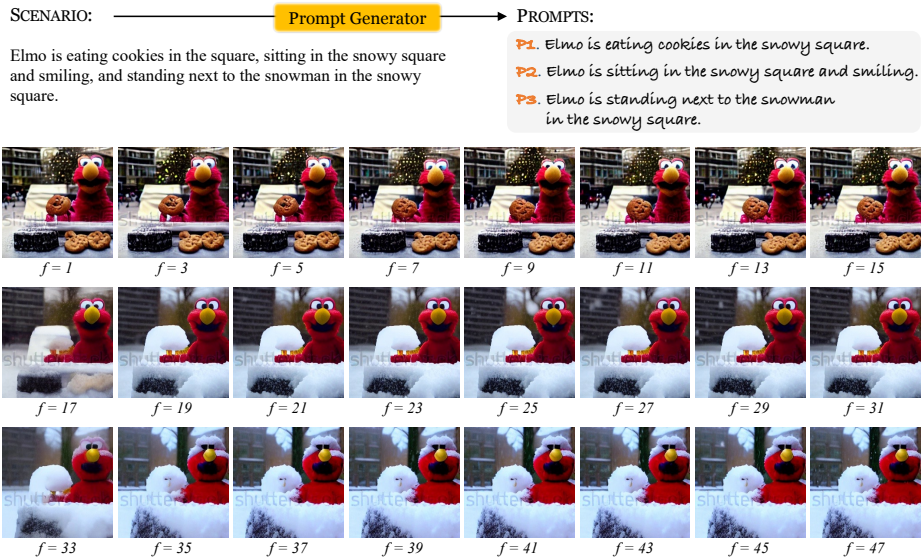 SCENARIO:
Prompt Generator
PROMPTS:
Elmo is eating cookies in the square, sitting in the snowy square
and smiling, and standing next to the snowman in the snowy
square.
P1. Elmo is eating cookies in the snowy square.
P2. Elmo is sitting in the snowy square and smiling.
P3. Elmo is standing next to the snowman
in the snowy square.
f = 1 f = 3 f = 5 f = 7 f = 9 f = 11 f = 13 f = 15
f = 17 f = 19 f = 21 f = 23 f = 25 f = 27 f = 29 f = 31
f = 33 f = 35 f = 37 f = 39 f = 41 f = 43 f = 45 f = 47